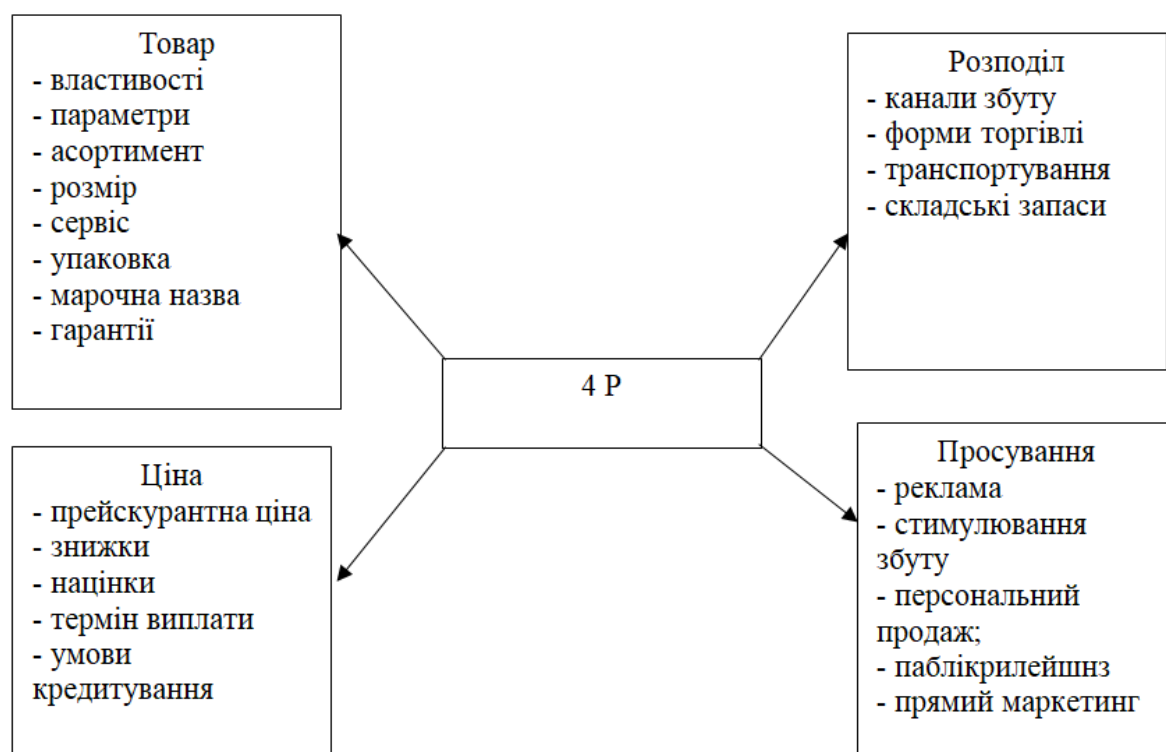 Товар
- властивості
- параметри
- асортимент
- розмір
- сервіс
- упаковка
- марочна назва
- гарантії
Розподіл
- канали збуту
- форми торгівлі
- транспортування
- складські запаси
4 Р
Ціна
- прейскурантна ціна
- знижки
- націнки
- термін виплати
- умови
кредитування
Просування
- реклама
- стимулювання
збуту
- персональний
продаж;
- паблікрилейшнз
- прямий маркетинг